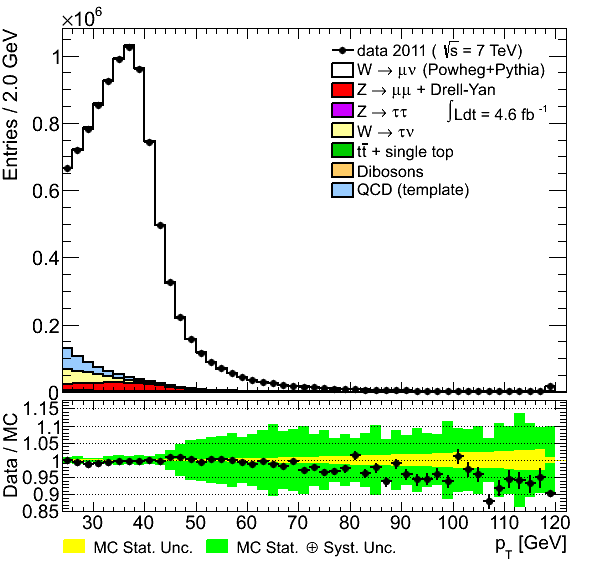 ×10⁶
Entries / 2.0 GeV
1
0.8
0.6
0.4
0.2
0
data 2011 ( √s = 7 TeV)
W → μν (Powheg+Pythia)
Z → μμ + Drell-Yan
Z → ττ
∫Ldt = 4.6 fb⁻¹
W → τν
tt̅ + single top
Dibosons
QCD (template)
Data / MC
1.15
1.1
1.05
1
0.95
0.9
0.85
30 40 50 60 70 80 90 100 110 120
p_T [GeV]
MC Stat. Unc. MC Stat. ⊕ Syst. Unc.